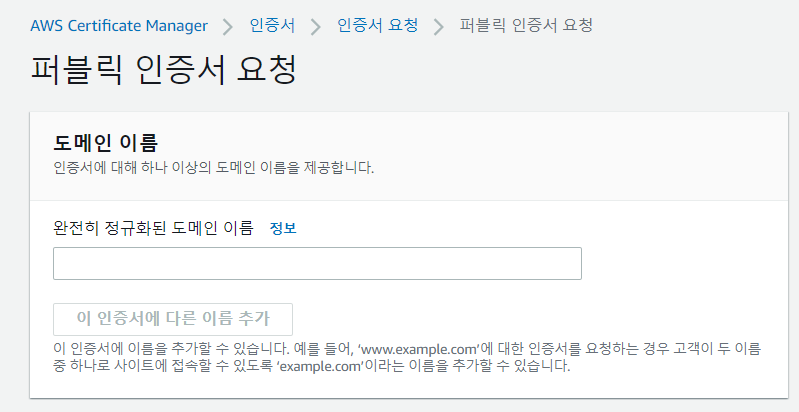 AWS Certificate Manager > 인증서 > 인증서 요청 > 퍼블릭 인증서 요청
퍼블릭 인증서 요청
도메인 이름
인증서에 대해 하나 이상의 도메인 이름을 제공합니다.
완전히 정규화된 도메인 이름 정보
이 인증서에 다른 이름 추가
이 인증서에 이름을 추가할 수 있습니다. 예를 들어, ‘www.example.com’에 대한 인증서를 요청하는 경우 고객이 두 이름
중 하나로 사이트에 접속할 수 있도록 ‘example.com’이라는 이름을 추가할 수 있습니다.